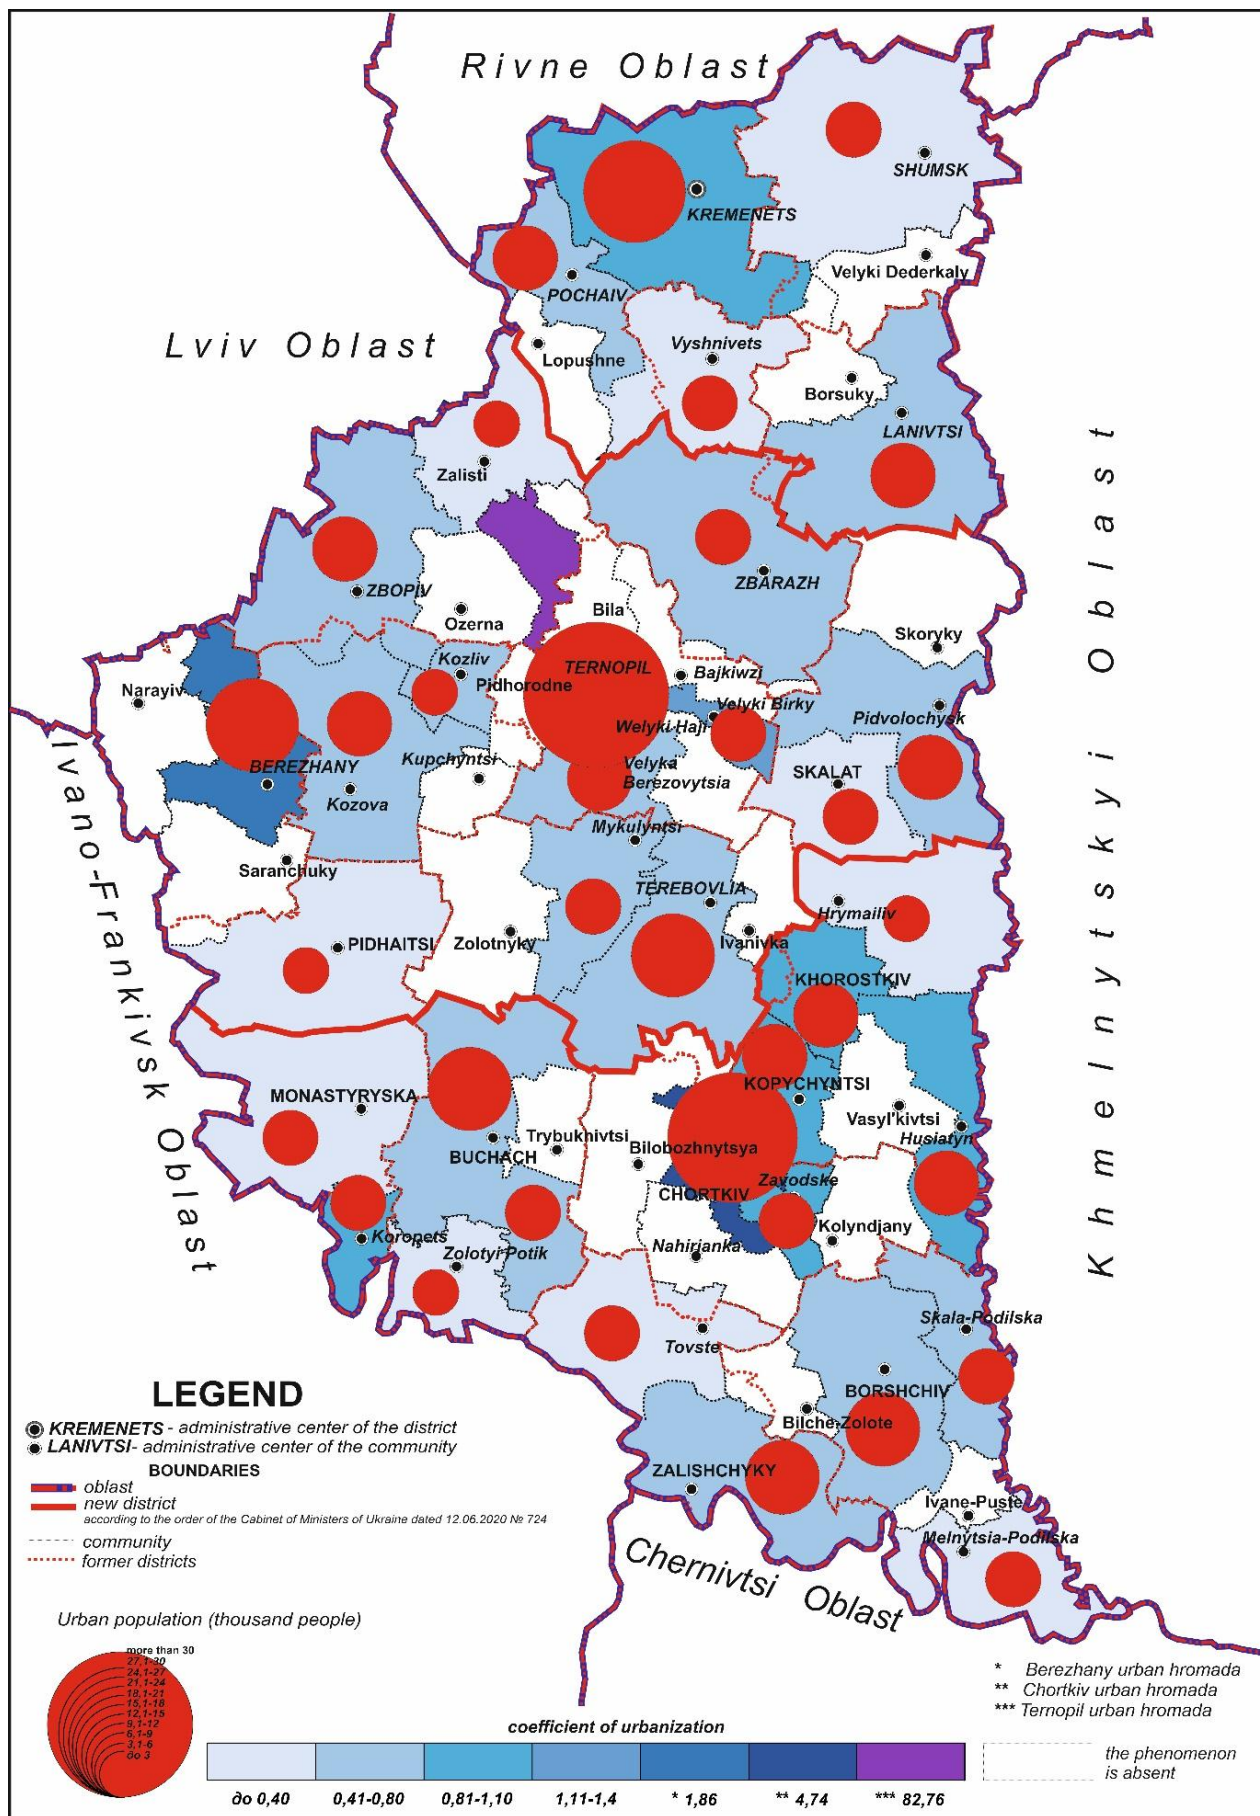 Rivne Oblast
SHUMSK
KREMENETS
Velyki Dederkaly
POCHAIV
Lviv Oblast
Vyshnivets
Lopushne
Borsuky
LANIVTSI
Zalisti
ZBARAZH
ZBOPIV
Ozerna
Bila
Skoryky
Kozliv
TERNOPIL
Bajkiwzi
Narayiv
Pidhorodne
Velyki Birky
Pidvolochysk
Welyki Haji
Kupchyntsi
Velyka
Berezovytsia
BEREZHANY
SKALAT
Kozova
Mykulyntsi
Saranchuky
TEREBOVLIA
Hrymailiv
PIDHAITSI
Zolotnyky
Ivanivka
KHOROSTKIV
Khmelnytskyi Oblast
Ivano-Frankivsk Oblast
MONASTYRYSKA
KOPYCHYNTSI
Vasyl'kivtsi
Trybukhivtsi
Husiatyn
BUCHACH
Bilobozhnytsya
Zavodske
CHORTKIV
Koropets
Kolyndjany
Zolotyi Potik
Nahirjanka
Skala-Podilska
Tovste
BORSHCHIV
Bilche-Zolote
ZALISHCHYKY
Ivane-Puste
Melnytsia-Podilska
Chernivtsi Oblast
LEGEND
KREMENETS - administrative center of the district
LANIVTSI- administrative center of the community
BOUNDARIES
oblast
new district
according to the order of the Cabinet of Ministers of Ukraine dated 12.06.2020 № 724
community
former districts
Urban population (thousand people)
more than 30
27,1-30
24,1-27
21,1-24
18,1-21
15,1-18
12,1-15
9,1-12
6,1-9
3,1-6
до 3
* Berezhany urban hromada
** Chortkiv urban hromada
*** Ternopil urban hromada
coefficient of urbanization
до 0,40 0,41-0,80 0,81-1,10 1,11-1,4 * 1,86 ** 4,74 *** 82,76
the phenomenon
is absent